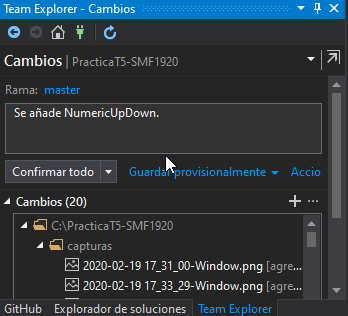 Team Explorer - Cambios
Cambios | PracticaT5-SMF1920
Rama: master
Se añade NumericUpDown.
Confirmar todo Guardar provisionalmente Accio
Cambios (20)
C:\PracticaT5-SMF1920
capturas
2020-02-19 17_31_00-Window.png [agre
2020-02-19 17_33_29-Window.png [agre
GitHub Explorador de soluciones Team Explorer